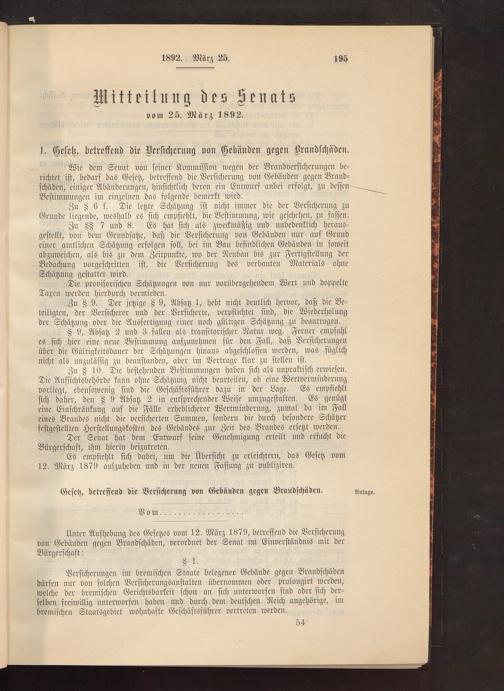 1892. März 25.
195
Mitteilung des Senats
vom 25. März 1892.
1. Gesetz, betreffend die Versicherung von Gebäuden gegen Brandschäden.
Wie dem Senat von seiner Kommission wegen der Brandversicherungen be-
richtet ist, bedarf das Gesetz, betreffend die Versicherung von Gebäuden gegen Brand-
schäden, einiger Abänderungen, hinsichtlich deren ein Entwurf anbei erfolgt, zu dessen
Bestimmungen im einzelnen das folgende bemerkt wird.
Zu § 6 f. Die letzte Schätzung ist nicht immer die der Versicherung zu
Grunde liegende, weshalb es sich empfiehlt, die Bestimmung, wie geschehen, zu fassen.
Zu §§ 7 und 8. Es hat sich als zweckmäßig und unbedenklich heraus-
gestellt, von dem Grundsatze, daß die Versicherung von Gebäuden nur auf Grund
einer amtlichen Schätzung erfolgen soll, bei im Bau befindlichen Gebäuden in soweit
abzuweichen, als bis zu dem Zeitpunkte, wo der Neubau bis zur Fertigstellung der
Bedachung vorgeschritten ist, die Versicherung des verbauten Materials ohne
Schätzung gestattet wird.
Die provisorischen Schätzungen von nur vorübergehendem Wert und doppelte
Taxen werden hierdurch vermieden.
Zu § 9. Der jetzige § 9, Absatz 1, hebt nicht deutlich hervor, daß die Be-
teiligten, der Versicherer und der Versicherte, verpflichtet sind, die Wiederholung
der Schätzung oder die Ausfertigung einer noch gültigen Schätzung zu beantragen.
§ 9, Absatz 2 und 3 fallen als transitorischer Natur weg. Ferner empfahl
es sich hier eine neue Bestimmung aufzunehmen für den Fall, daß Versicherungen
über die Gültigkeitsdauer der Schätzungen hinaus abgeschlossen werden, was füglich
nicht als unzulässig zu beanstanden, aber im Vertrage klar zu stellen ist.
Zu § 10. Die bestehenden Bestimmungen haben sich als unpraktisch erwiesen.
Die Aufsichtsbehörde kann ohne Schätzung nicht beurteilen, ob eine Wertverminderung
vorliegt, ebensowenig sind die Geschäftsführer dazu in der Lage. Es empfiehlt
sich daher, den § 9 Absatz 2 in entsprechender Weise umzugestalten. Es genügt
eine Einschränkung auf die Fälle erheblicherer Wertminderung, zumal da im Fall
eines Brandes nicht die versicherten Summen, sondern die durch besondere Schätzer
festgestellten Herstellungskosten des Gebäudes zur Zeit des Brandes ersetzt werden.
Der Senat hat dem Entwurf seine Genehmigung erteilt und ersucht die
Bürgerschaft, ihm hierin beizutreten.
Es empfiehlt sich dabei, um die Übersicht zu erleichtern, das Gesetz vom
12. März 1879 aufzuheben und in der neuen Fassung zu publiziren.
Gesetz, betreffend die Versicherung von Gebäuden gegen Brandschäden.
Anlage.
Vom..................
Unter Aufhebung des Gesetzes vom 12. März 1879, betreffend die Versicherung
von Gebäuden gegen Brandschäden, verordnet der Senat im Einverständnis mit der
Bürgerschaft:
§ 1.
Versicherungen im bremischen Staate belegener Gebäude gegen Brandschäden
dürfen nur von solchen Versicherungsanstalten übernommen oder prolongirt werden,
welche der bremischen Gerichtsbarkeit schon an sich unterworfen sind oder sich der-
selben freiwillig unterworfen haben und durch dem deutschen Reich angehörige, im
bremischen Staatsgebiet wohnhafte Geschäftsführer vertreten werden.
54